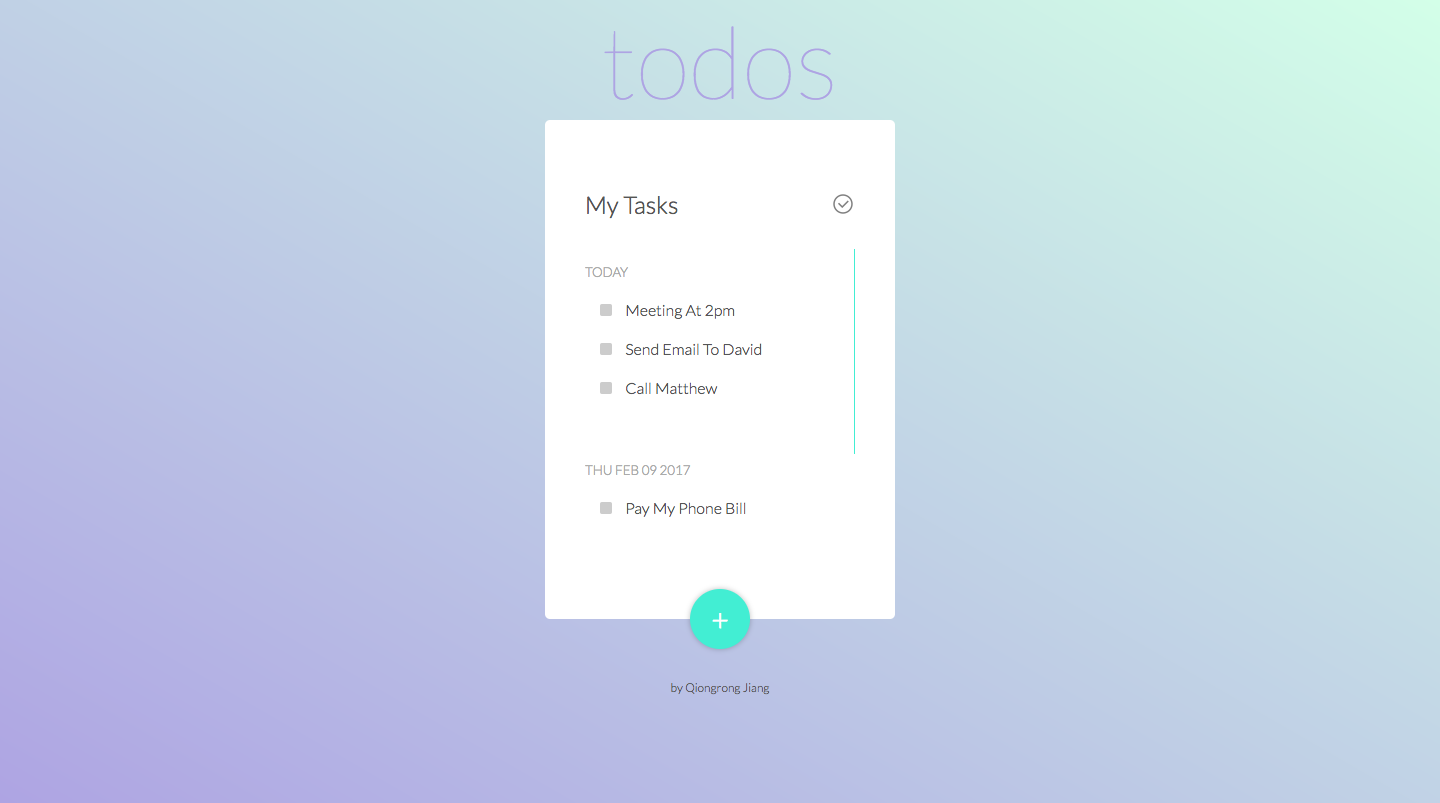 todos
My Tasks
TODAY
Meeting At 2pm
Send Email To David
Call Matthew
THU FEB 09 2017
Pay My Phone Bill
+
by Qiongrong Jiang